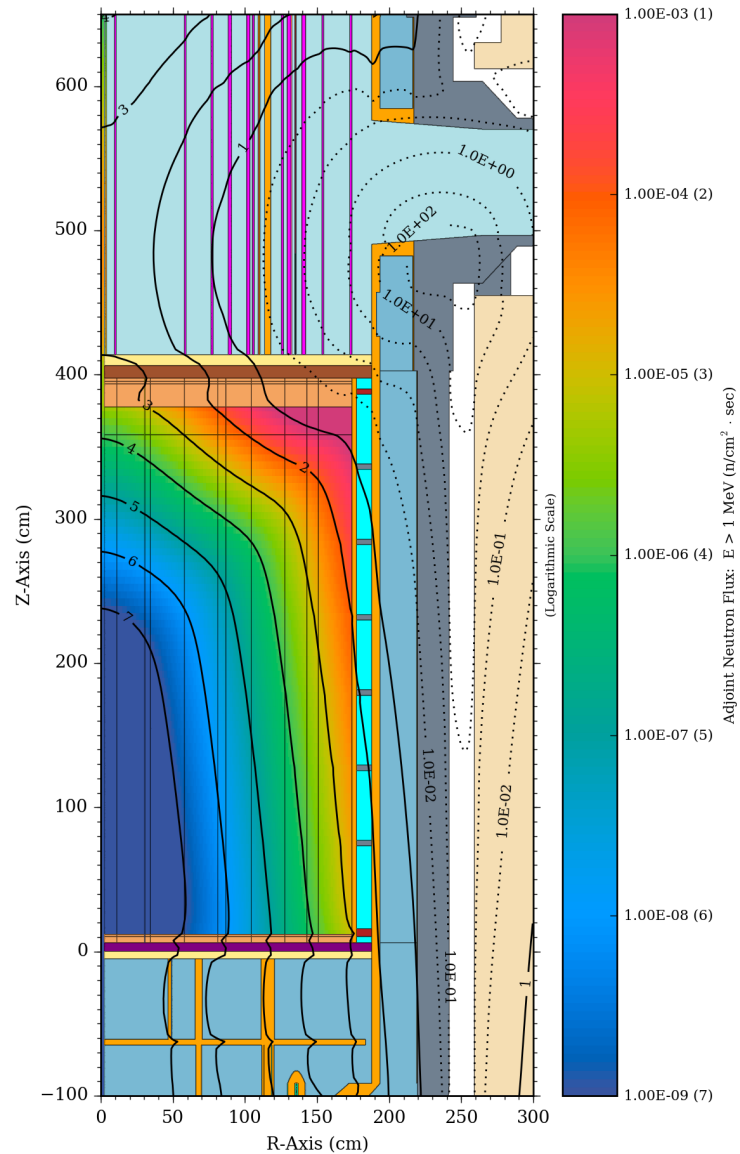 4
3
1
1.0E+00
1.0E+02
1.0E+01
3
4
2
5
6
7
1.0E-01
1.0E-02
1.0E-02
1.0E-01
1
600
500
400
300
200
100
0
−100
Z-Axis (cm)
0 50 100 150 200 250 300
R-Axis (cm)
1.00E-03 (1)
1.00E-04 (2)
1.00E-05 (3)
1.00E-06 (4)
1.00E-07 (5)
1.00E-08 (6)
1.00E-09 (7)
(Logarithmic Scale)
Adjoint Neutron Flux: E > 1 MeV (n/cm² · sec)